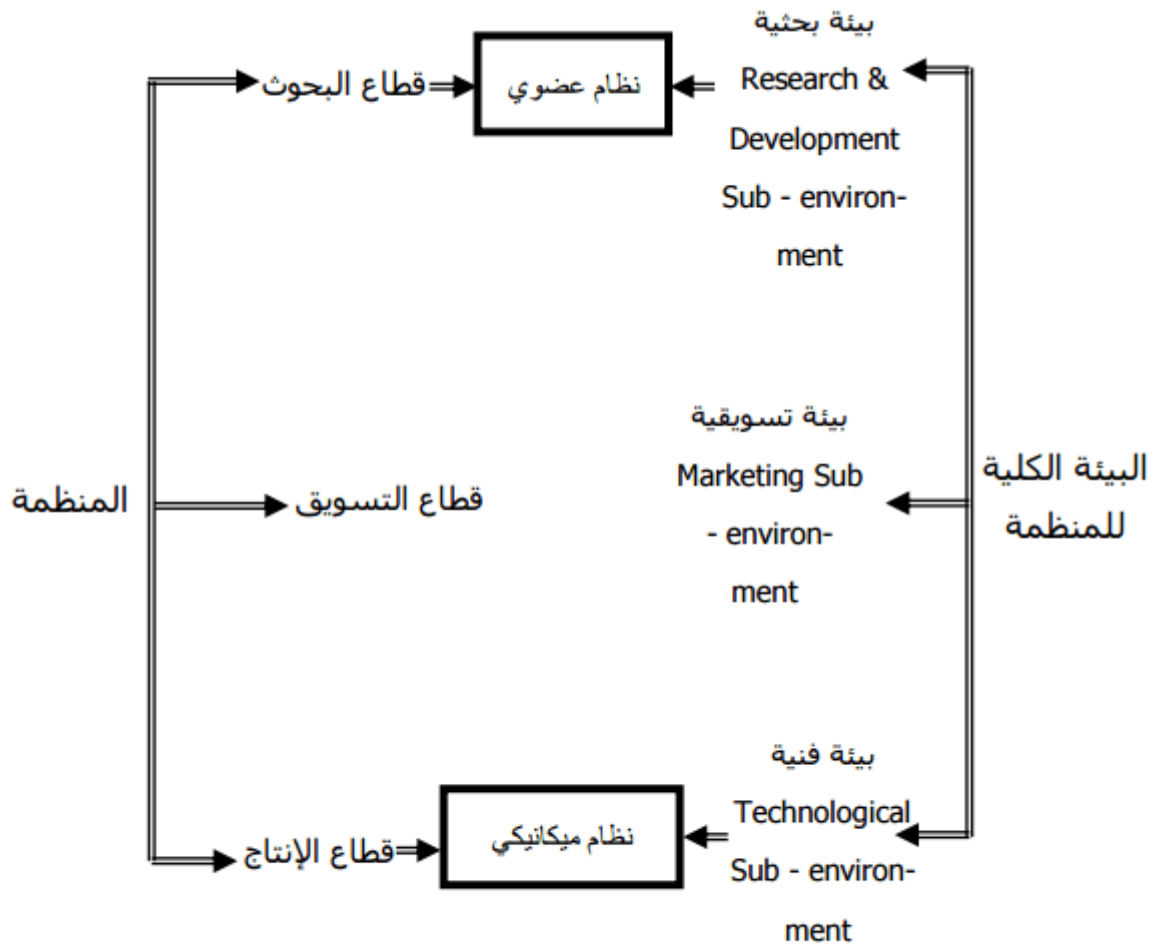 بيئة بحثية
Research &
Development
Sub - environ-
ment
نظام عضوي
قطاع البحوث
بيئة تسويقية
Marketing Sub
- environ-
ment
البيئة الكلية
للمنظمة
قطاع التسويق
المنظمة
بيئة فنية
Technological
Sub - environ-
ment
نظام ميكانيكي
قطاع الإنتاج